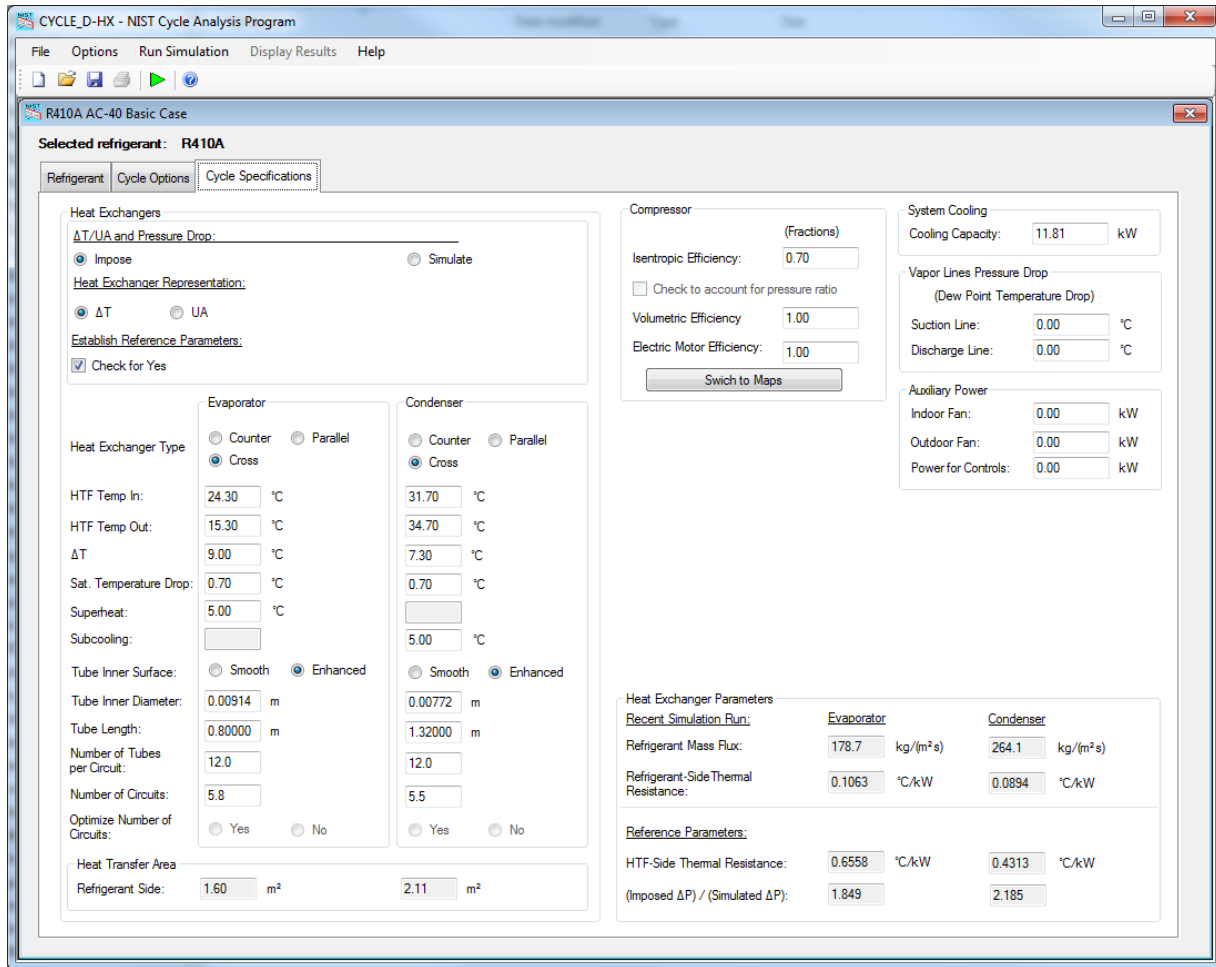 CYCLE_D-HX - NIST Cycle Analysis Program
File Options Run Simulation Display Results Help
R410A AC-40 Basic Case
Selected refrigerant: R410A
Refrigerant Cycle Options Cycle Specifications
Heat Exchangers
ΔT/UA and Pressure Drop:
Impose Simulate
Heat Exchanger Representation:
ΔT UA
Establish Reference Parameters:
Check for Yes
Evaporator Condenser
Heat Exchanger Type
Counter Parallel Counter Parallel
Cross Cross
HTF Temp In: 24.30 °C 31.70 °C
HTF Temp Out: 15.30 °C 34.70 °C
ΔT 9.00 °C 7.30 °C
Sat. Temperature Drop: 0.70 °C 0.70 °C
Superheat: 5.00 °C
Subcooling: 5.00 °C
Tube Inner Surface: Smooth Enhanced Smooth Enhanced
Tube Inner Diameter: 0.00914 m 0.00772 m
Tube Length: 0.80000 m 1.32000 m
Number of Tubes
per Circuit: 12.0 12.0
Number of Circuits: 5.8 5.5
Optimize Number of
Circuits: Yes No Yes No
Heat Transfer Area
Refrigerant Side: 1.60 m² 2.11 m²
Compressor
(Fractions)
Isentropic Efficiency: 0.70
Check to account for pressure ratio
Volumetric Efficiency 1.00
Electric Motor Efficiency: 1.00
Swich to Maps
System Cooling
Cooling Capacity: 11.81 kW
Vapor Lines Pressure Drop
(Dew Point Temperature Drop)
Suction Line: 0.00 °C
Discharge Line: 0.00 °C
Auxiliary Power
Indoor Fan: 0.00 kW
Outdoor Fan: 0.00 kW
Power for Controls: 0.00 kW
Heat Exchanger Parameters
Recent Simulation Run: Evaporator Condenser
Refrigerant Mass Flux: 178.7 kg/(m²s) 264.1 kg/(m²s)
Refrigerant-Side Thermal
Resistance: 0.1063 °C/kW 0.0894 °C/kW
Reference Parameters:
HTF-Side Thermal Resistance: 0.6558 °C/kW 0.4313 °C/kW
(Imposed ΔP) / (Simulated ΔP): 1.849 2.185